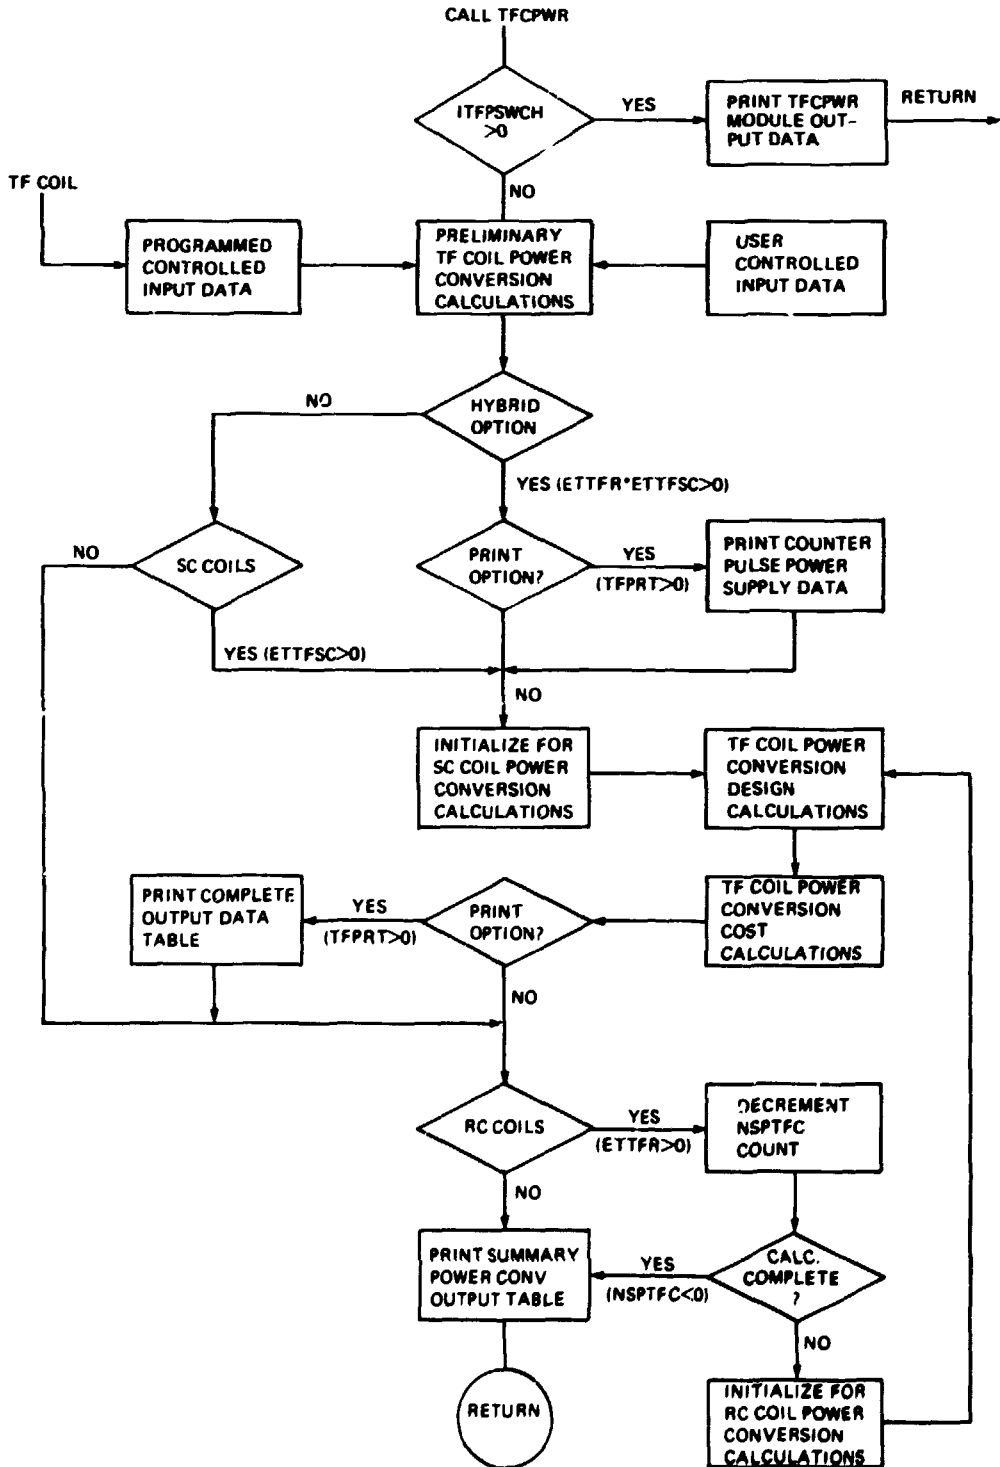 CALL TFCPWR
ITFPSWCH
>0
YES
PRINT TFCPWR
MODULE OUT-
PUT DATA
RETURN
NO
TF COIL
PROGRAMMED
CONTROLLED
INPUT DATA
PRELIMINARY
TF COIL POWER
CONVERSION
CALCULATIONS
USER
CONTROLLED
INPUT DATA
NO
HYBRID
OPTION
YES (ETTFR*ETTFSC>0)
NO
SC COILS
PRINT
OPTION?
YES
(TFPRT>0)
PRINT COUNTER
PULSE POWER
SUPPLY DATA
YES (ETTFSC>0)
NO
INITIALIZE FOR
SC COIL POWER
CONVERSION
CALCULATIONS
TF COIL POWER
CONVERSION
DESIGN
CALCULATIONS
PRINT COMPLETE
OUTPUT DATA
TABLE
YES
(TFPRT>0)
PRINT
OPTION?
TF COIL POWER
CONVERSION
COST
CALCULATIONS
NO
RC COILS
YES
(ETTFR>0)
DECREMENT
NSPTFC
COUNT
NO
PRINT SUMMARY
POWER CONV
OUTPUT TABLE
YES
(NSPTFC<0)
CALC.
COMPLETE
?
NO
RETURN
INITIALIZE FOR
RC COIL POWER
CONVERSION
CALCULATIONS